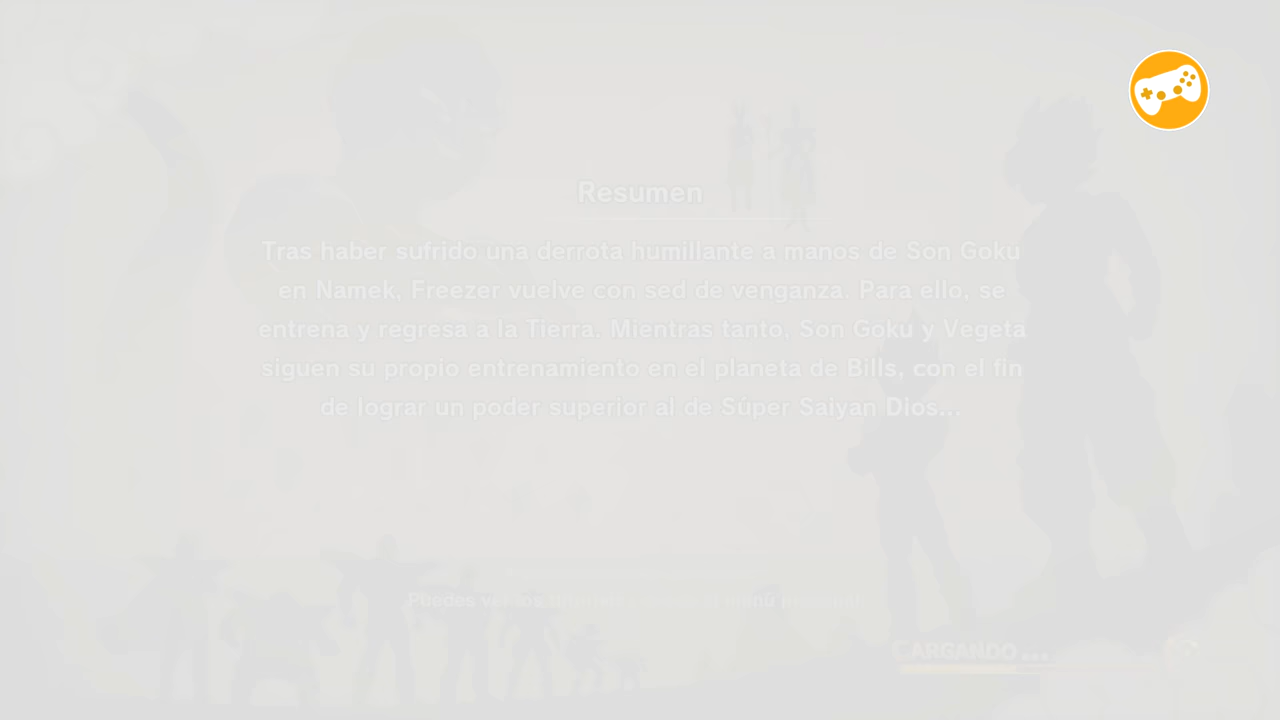 Resumen
Tras haber sufrido una derrota humillante a manos de Son Goku
en Namek, Freezer vuelve con sed de venganza. Para ello, se
entrena y regresa a la Tierra. Mientras tanto, Son Goku y Vegeta
siguen su propio entrenamiento en el planeta de Bills, con el fin
de lograr un poder superior al de Súper Saiyan Dios...
Puedes ver los
CARGANDO...